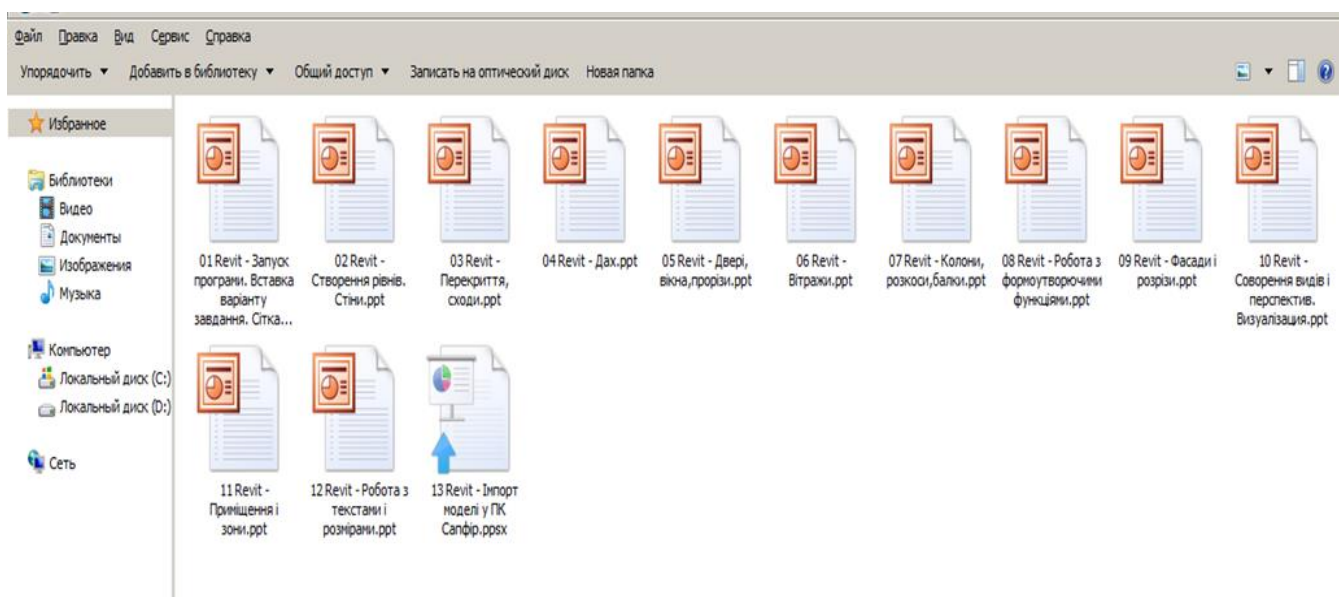 Файл Правка Вид Сервис Справка
Упорядочить Добавить в библиотеку Общий доступ Записать на оптический диск Новая папка
Избранное
Библиотеки
Видео
Документы
Изображения
Музыка
Компьютер
Локальный диск (C:)
Локальный диск (D:)
Сеть
01 Revit - Запуск
програми. Вставка
варіанту
завдання. Сітка...
02 Revit -
Створення рівнів.
Стіни.ppt
03 Revit -
Перекриття,
сходи.ppt
04 Revit - Дах.ppt
05 Revit - Двері,
вікна,прорізи.ppt
06 Revit -
Вітражи.ppt
07 Revit - Колони,
розкоси,балки.ppt
08 Revit - Робота з
формоутворючими
функціями.ppt
09 Revit - Фасади і
розрізи.ppt
10 Revit -
Соворення видів і
перспектив.
Визуалізація.ppt
11 Revit -
Приміщення і
зони.ppt
12 Revit - Робота з
текстами і
розмірами.ppt
13 Revit - Імпорт
моделі у ПК
Сапфір.ppsx